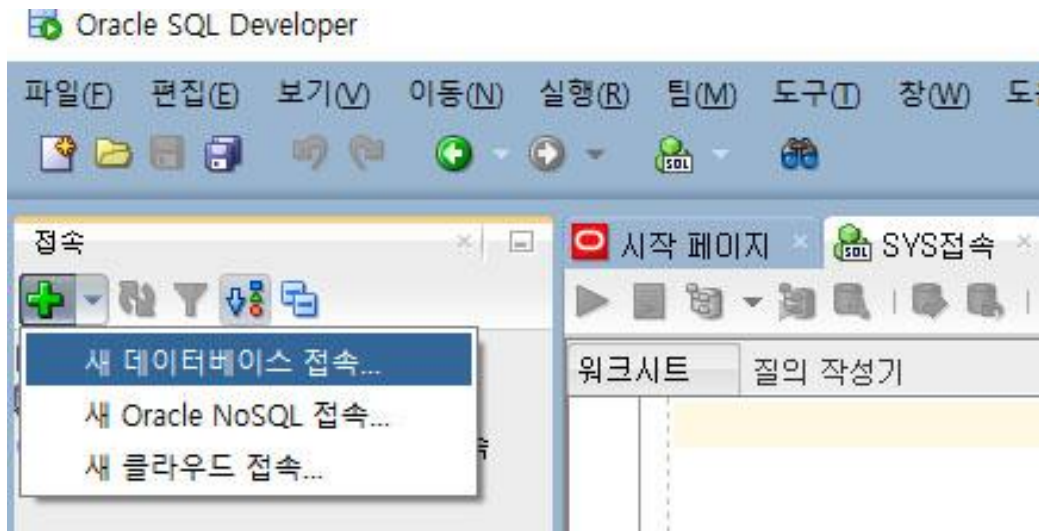 Oracle SQL Developer
파일(F) 편집(E) 보기(V) 이동(N) 실행(R) 팀(M) 도구(T) 창(W)
SQL
접속
시작 페이지 SQL SYS접속
워크시트 질의 작성기
새 데이터베이스 접속...
새 Oracle NoSQL 접속...
새 클라우드 접속...